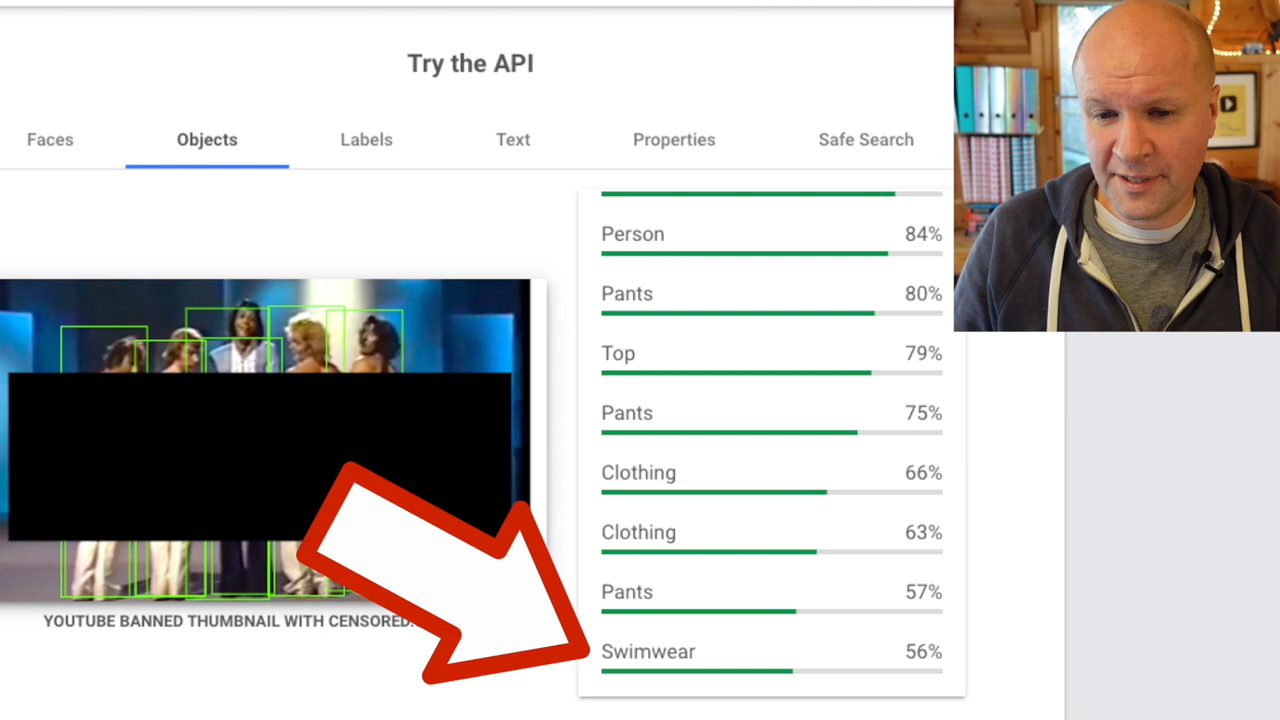 Try the API
Faces
Objects
Labels
Text
Properties
Safe Search
Person 84%
Pants 80%
Top 79%
Pants 75%
Clothing 66%
Clothing 63%
Pants 57%
YOUTUBE BANNED THUMBNAIL WITH CENSORED.
Swimwear 56%